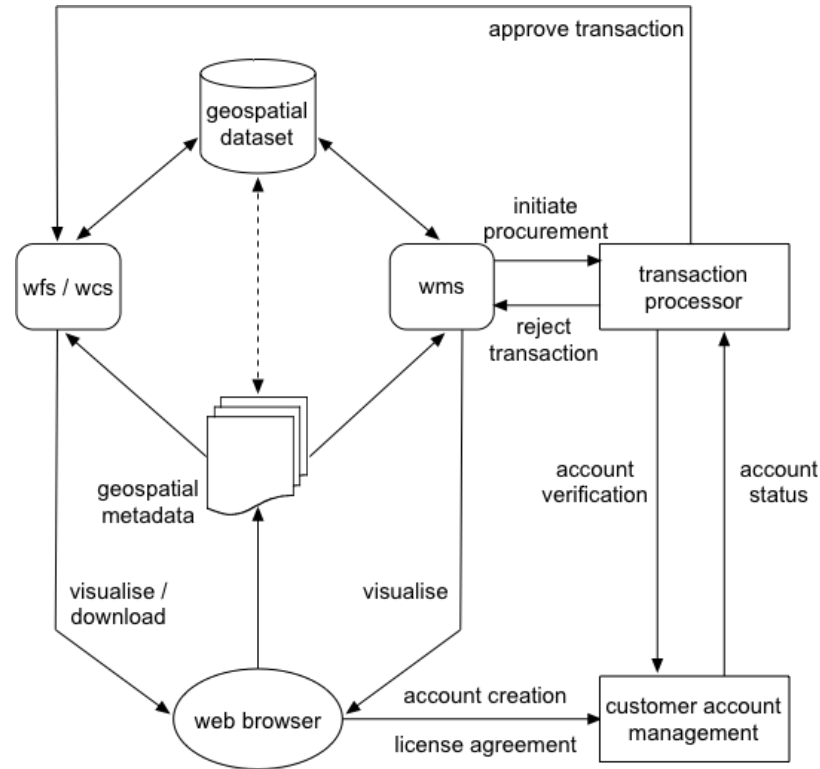 approve transaction
geospatial
dataset
initiate
procurement
wfs / wcs
wms
transaction
processor
reject
transaction
geospatial
metadata
account
verification
account
status
visualise /
download
visualise
web browser
account creation
license agreement
customer account
management